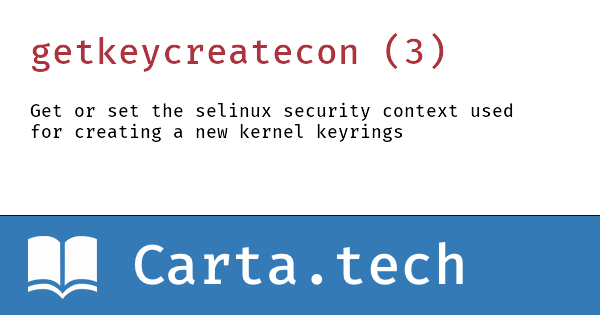 getkeycreatecon (3)
Get or set the selinux security context used
for creating a new kernel keyrings
Carta.tech